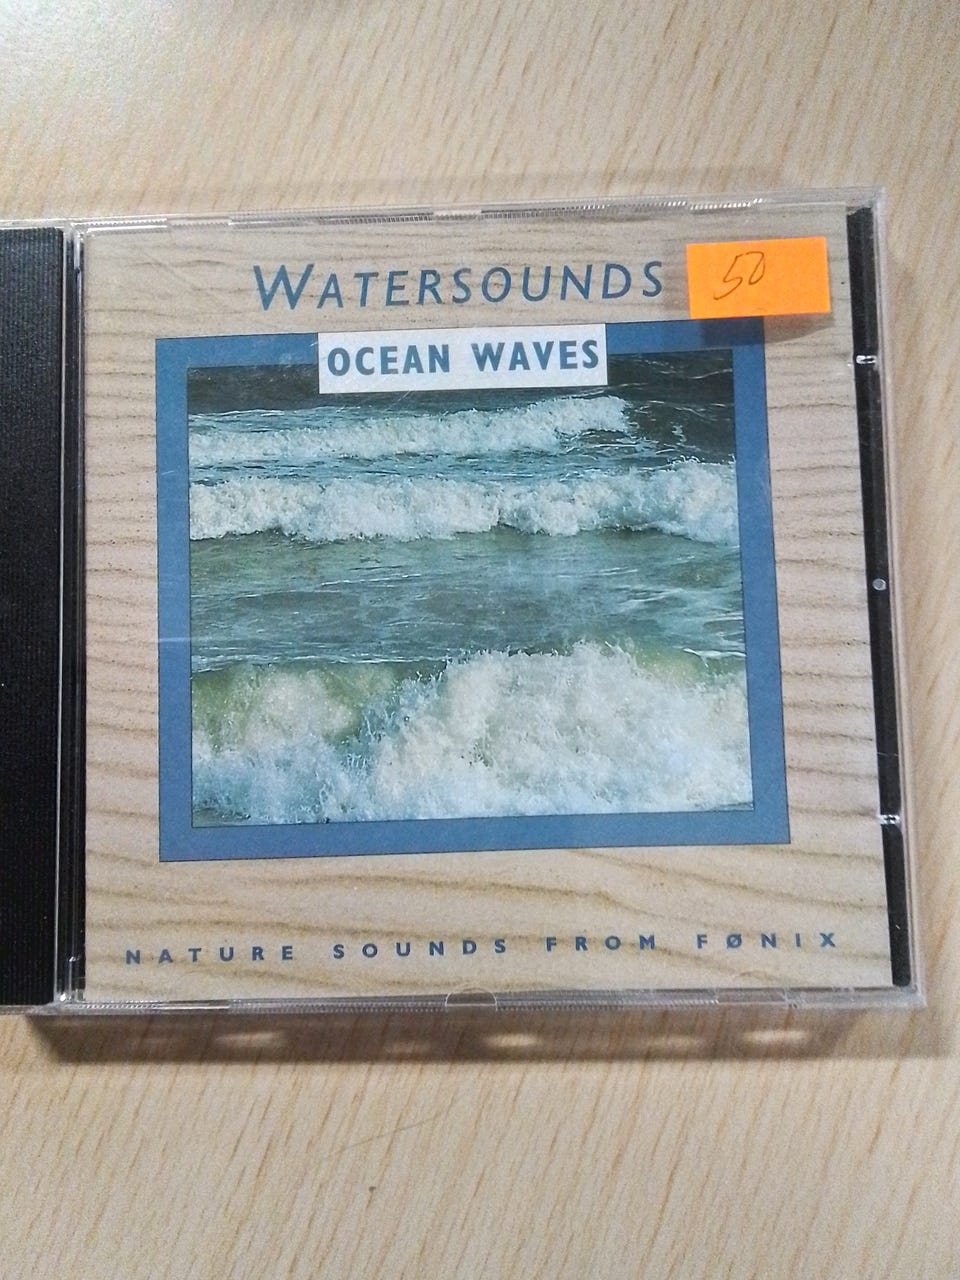 WATERSOUNDS
50
OCEAN WAVES
NATURE SOUNDS FROM FØNIX